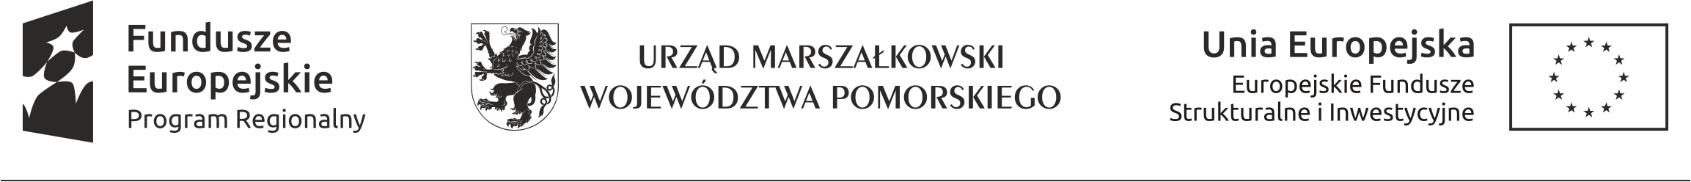 Fundusze
Europejskie
Program Regionalny
URZĄD MARSZAŁKOWSKI
WOJEWÓDZTWA POMORSKIEGO
Unia Europejska
Europejskie Fundusze
Strukturalne i Inwestycyjne